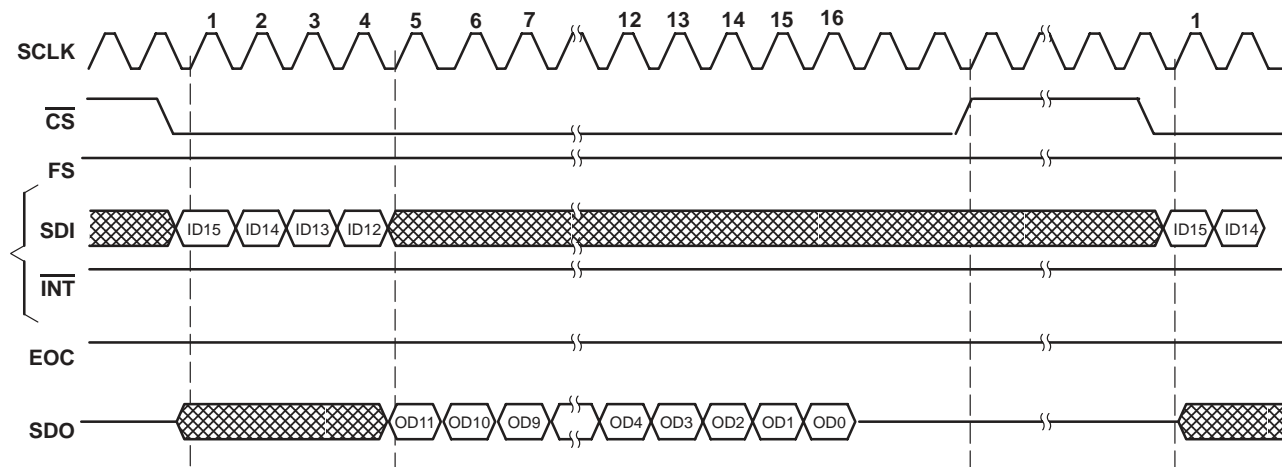 1 2 3 4 5 6 7 12 13 14 15 16 1
SCLK
CS
FS
SDI ID15 ID14 ID13 ID12 ID15 ID14
INT
EOC
SDO OD11 OD10 OD9 OD4 OD3 OD2 OD1 OD0